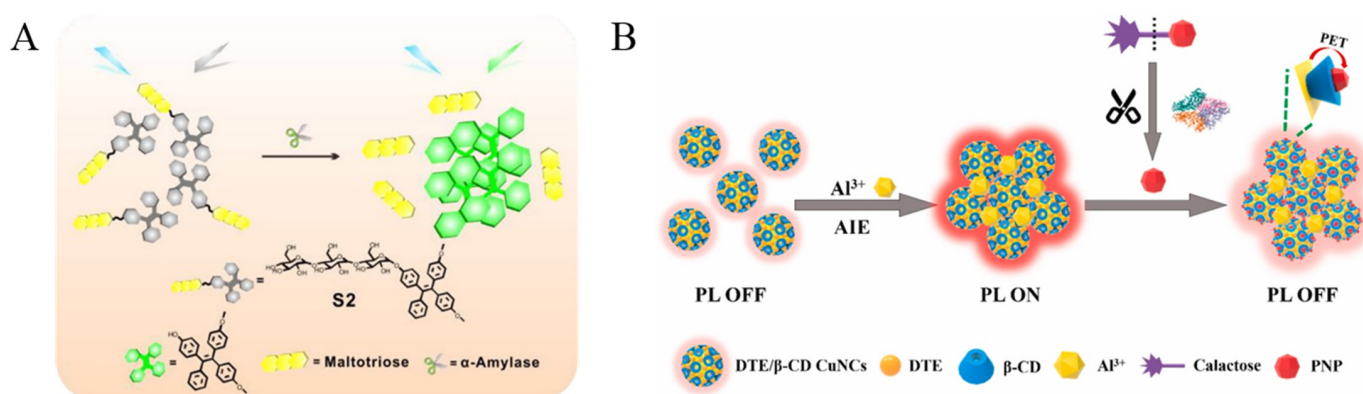 A
S2
HO
= Maltotriose
= α-Amylase
B
PET
Al³⁺
AIE
PL OFF
PL ON
PL OFF
DTE/β-CD CuNCs
DTE
β-CD
Al³⁺
Calactose
PNP